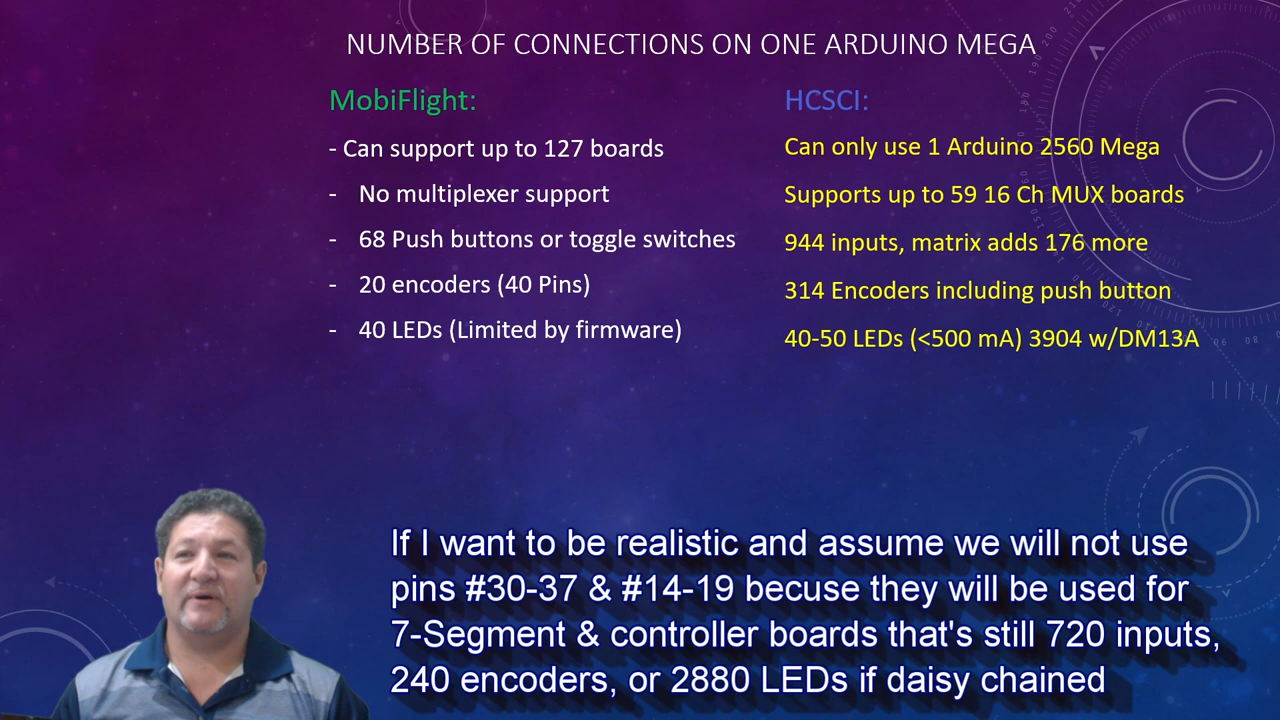 NUMBER OF CONNECTIONS ON ONE ARDUINO MEGA
MobiFlight:
- Can support up to 127 boards
- No multiplexer support
- 68 Push buttons or toggle switches
- 20 encoders (40 Pins)
- 40 LEDs (Limited by firmware)
HCSCI:
Can only use 1 Arduino 2560 Mega
Supports up to 59 16 Ch MUX boards
944 inputs, matrix adds 176 more
314 Encoders including push button
40-50 LEDs (<500 mA) 3904 w/DM13A
If I want to be realistic and assume we will not use
pins #30-37 & #14-19 becuse they will be used for
7-Segment & controller boards that's still 720 inputs,
240 encoders, or 2880 LEDs if daisy chained